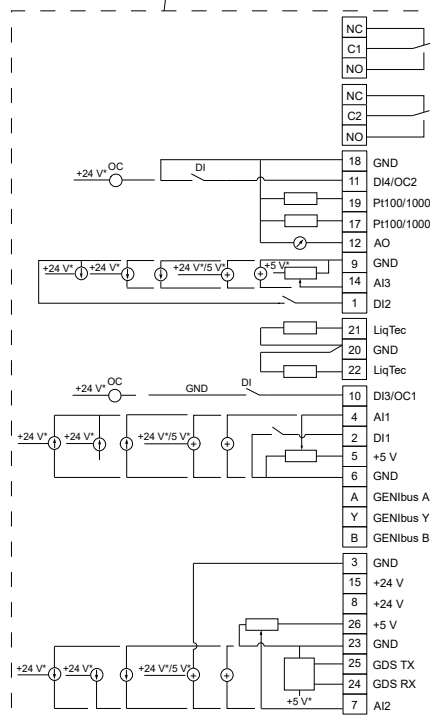 NC
C1
NO
NC
C2
NO
18 GND
+24 V* OC DI 11 DI4/OC2
19 Pt100/1000
17 Pt100/1000
12 AO
9 GND
+24 V* +24 V* +24 V*/5 V* +5 V*
14 AI3
1 DI2
21 LiqTec
20 GND
22 LiqTec
+24 V* OC GND DI 10 DI3/OC1
4 AI1
2 DI1
+24 V* +24 V* +24 V*/5 V*
5 +5 V
6 GND
A GENIbus A
Y GENIbus Y
B GENIbus B
3 GND
15 +24 V
8 +24 V
26 +5 V
23 GND
25 GDS TX
+24 V* +24 V* +24 V*/5 V*
24 GDS RX
+5 V*
7 AI2